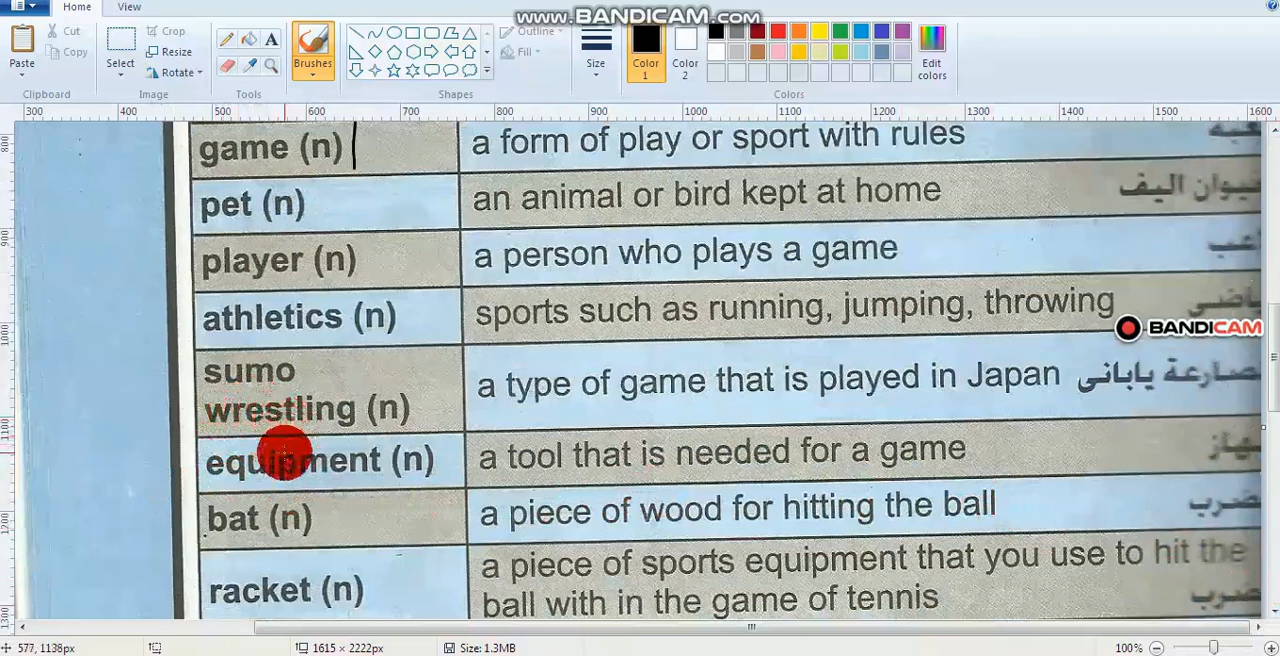 Home
View
www.BANDICAM.com
Paste
Cut
Copy
Clipboard
Select
Crop
Resize
Rotate
Image
Tools
Brushes
Outline
Fill
Shapes
Size
Color 1
Color 2
Edit colors
Colors
300 400 500 600 700 900 1000 1100 1200 1300 1400 1500 1600
800
900
1000
1100
1200
1300
game (n) a form of play or sport with rules
pet (n) an animal or bird kept at home اليف
player (n) a person who plays a game
athletics (n) sports such as running, jumping, throwing
BANDICAM
sumo
wrestling (n) a type of game that is played in Japan يابانى
equipment (n) a tool that is needed for a game
bat (n) a piece of wood for hitting the ball
racket (n) a piece of sports equipment that you use to hit the
ball with in the game of tennis
577, 1138px
1615 × 2222px
Size: 1.3MB
100%